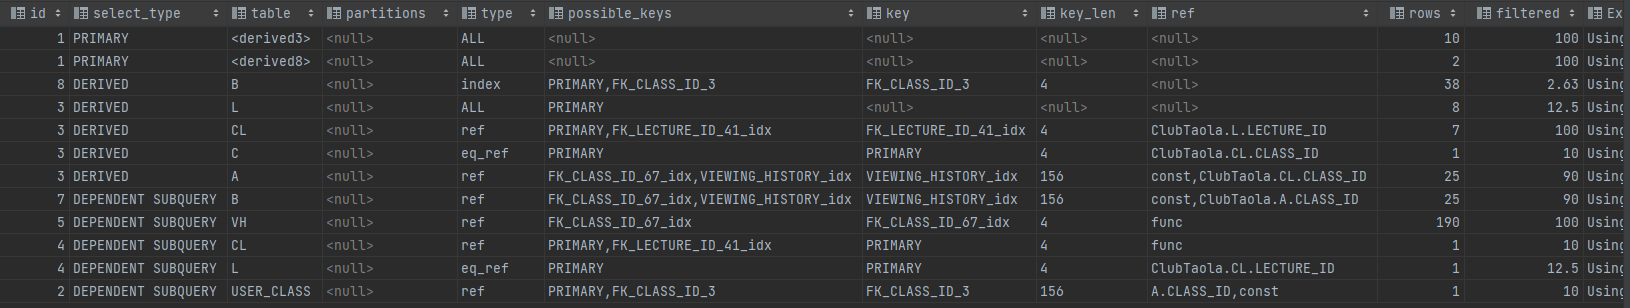 id select_type table partitions type possible_keys key key_len ref rows filtered Ex
1 PRIMARY <derived3> <null> ALL <null> <null> <null> <null> 10 100 Using
1 PRIMARY <derived8> <null> ALL <null> <null> <null> <null> 2 100 Using
8 DERIVED B <null> index PRIMARY,FK_CLASS_ID_3 FK_CLASS_ID_3 4 <null> 38 2.63 Using
3 DERIVED L <null> ALL PRIMARY <null> <null> <null> 8 12.5 Using
3 DERIVED CL <null> ref PRIMARY,FK_LECTURE_ID_41_idx FK_LECTURE_ID_41_idx 4 ClubTaola.L.LECTURE_ID 7 100 Using
3 DERIVED C <null> eq_ref PRIMARY PRIMARY 4 ClubTaola.CL.CLASS_ID 1 10 Using
3 DERIVED A <null> ref FK_CLASS_ID_67_idx,VIEWING_HISTORY_idx VIEWING_HISTORY_idx 156 const,ClubTaola.CL.CLASS_ID 25 90 Using
7 DEPENDENT SUBQUERY B <null> ref FK_CLASS_ID_67_idx,VIEWING_HISTORY_idx VIEWING_HISTORY_idx 156 const,ClubTaola.A.CLASS_ID 25 90 Using
5 DEPENDENT SUBQUERY VH <null> ref FK_CLASS_ID_67_idx FK_CLASS_ID_67_idx 4 func 190 100 Using
4 DEPENDENT SUBQUERY CL <null> ref PRIMARY,FK_LECTURE_ID_41_idx PRIMARY 4 func 1 10 Using
4 DEPENDENT SUBQUERY L <null> eq_ref PRIMARY PRIMARY 4 ClubTaola.CL.LECTURE_ID 1 12.5 Using
2 DEPENDENT SUBQUERY USER_CLASS <null> ref PRIMARY,FK_CLASS_ID_3 FK_CLASS_ID_3 156 A.CLASS_ID,const 1 10 Using